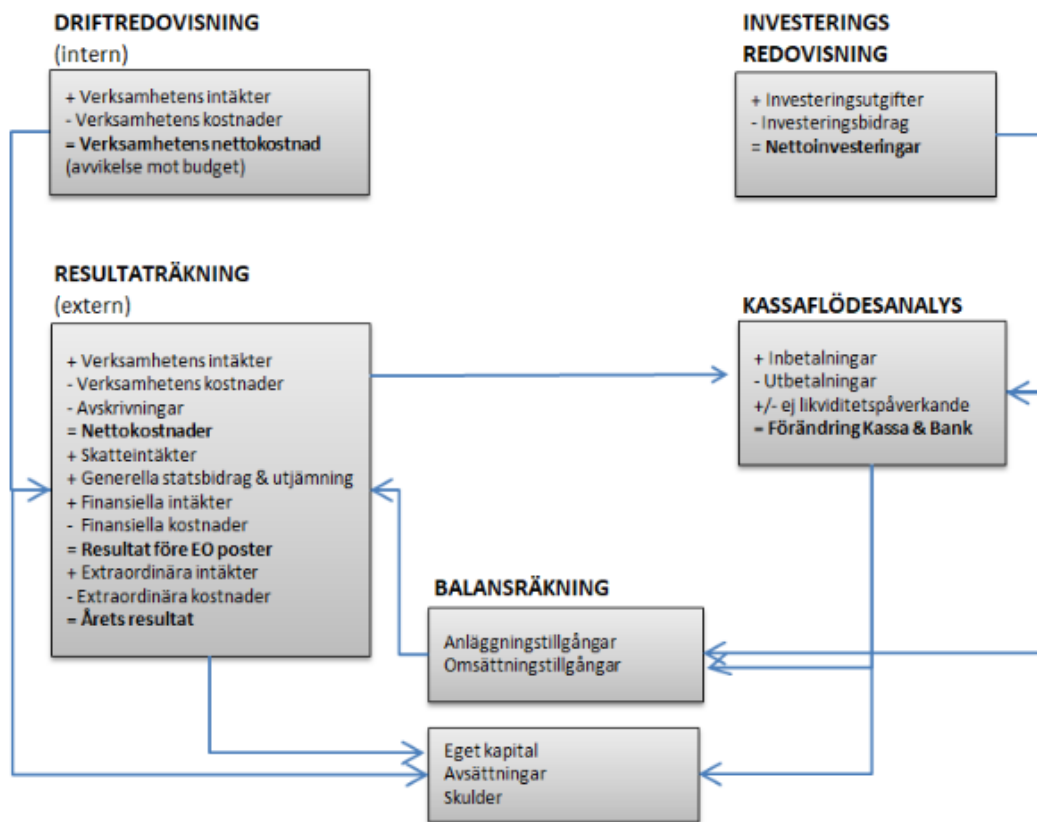 DRIFTREDOVISNING
(intern)
+ Verksamhetens intäkter
- Verksamhetens kostnader
= Verksamhetens nettokostnad
(avvikelse mot budget)
INVESTERINGS
REDOVISNING
+ Investeringsutgifter
- Investeringsbidrag
= Nettoinvesteringar
RESULTATRÄKNING
(extern)
+ Verksamhetens intäkter
- Verksamhetens kostnader
- Avskrivningar
= Nettokostnader
+ Skatteintäkter
+ Generella statsbidrag & utjämning
+ Finansiella intäkter
- Finansiella kostnader
= Resultat före EO poster
+ Extraordinära intäkter
- Extraordinära kostnader
= Årets resultat
KASSAFLÖDESANALYS
+ Inbetalningar
- Utbetalningar
+/- ej likviditetspåverkande
= Förändring Kassa & Bank
BALANSRÄKNING
Anläggningstillgångar
Omsättningstillgångar
Eget kapital
Avsättningar
Skulder